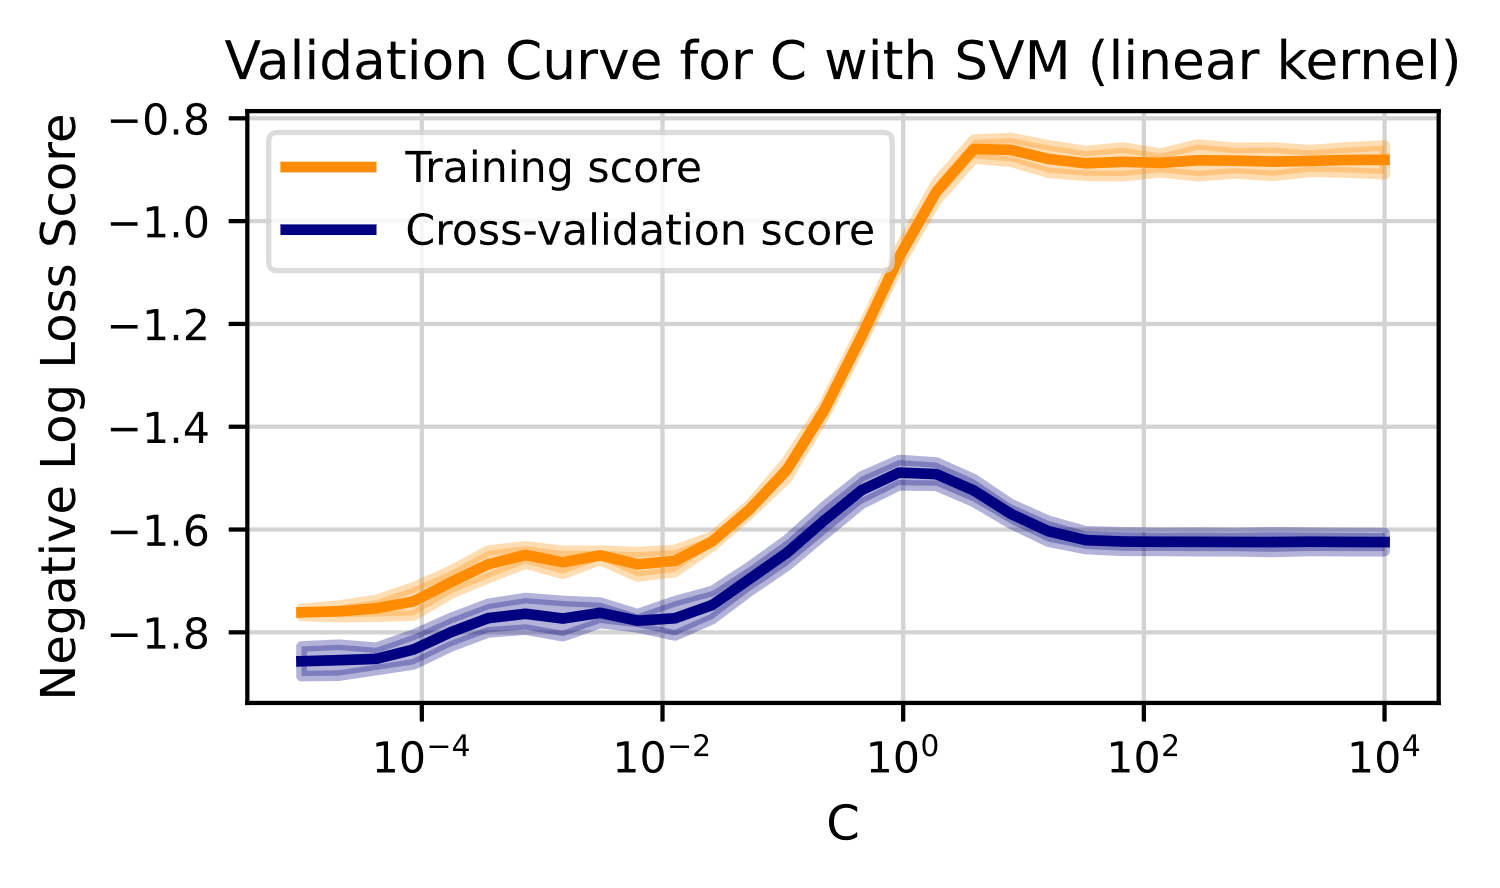 Validation Curve for C with SVM (linear kernel)
Negative Log Loss Score
−0.8
−1.0
−1.2
−1.4
−1.6
−1.8
Training score
Cross-validation score
10⁻⁴
10⁻²
10⁰
10²
10⁴
C